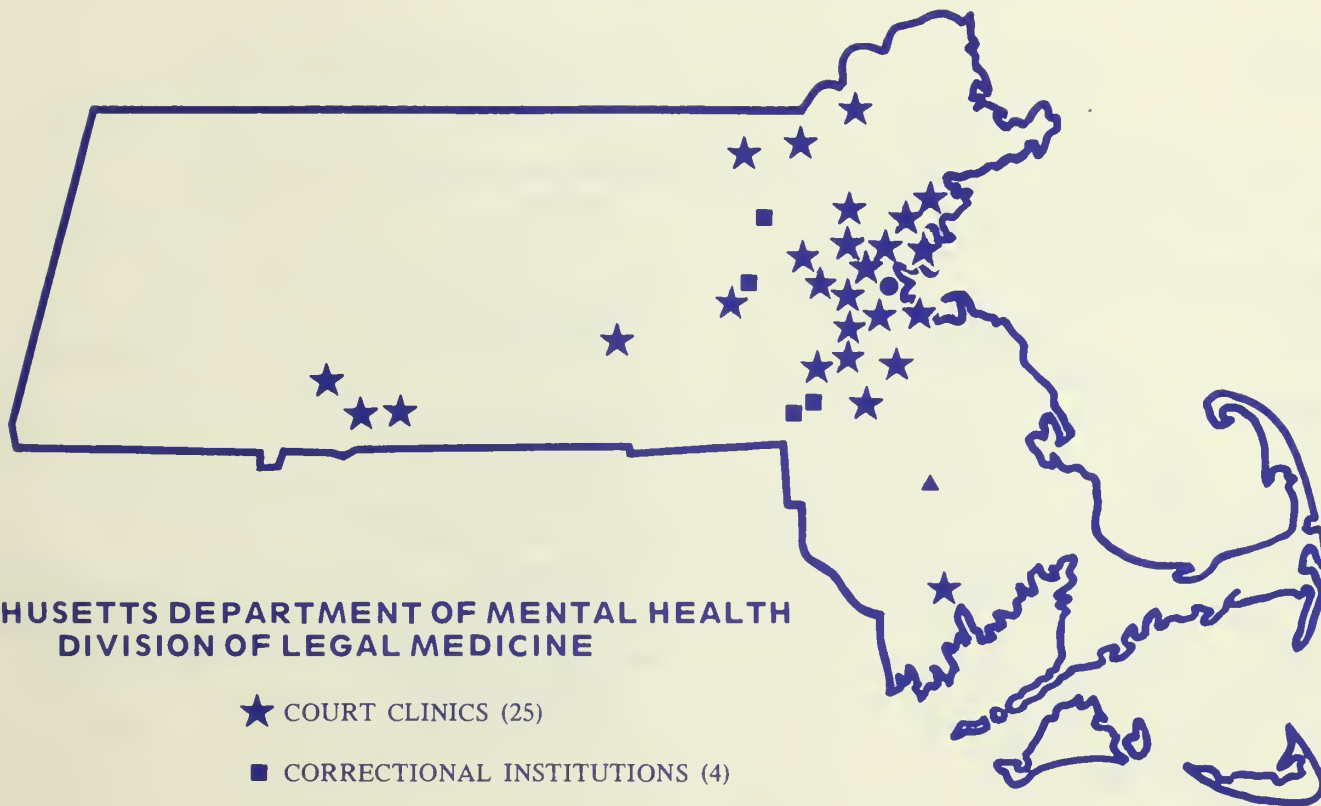 HUSETTS DEPARTMENT OF MENTAL HEALTH
DIVISION OF LEGAL MEDICINE
COURT CLINICS (25)
CORRECTIONAL INSTITUTIONS (4)